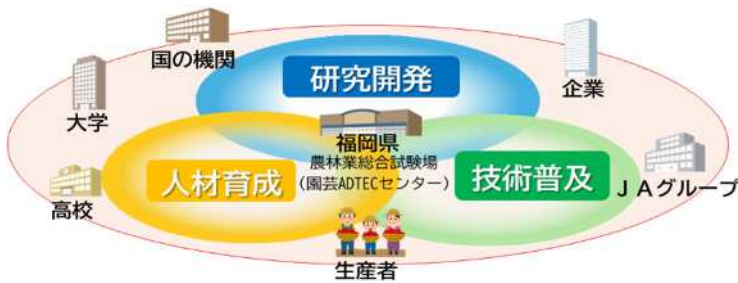 国の機関
研究開発
企業
大学
福岡県
農林業総合試験場
(園芸ADTECセンター)
人材育成
技術普及
ＪＡグループ
高校
生産者